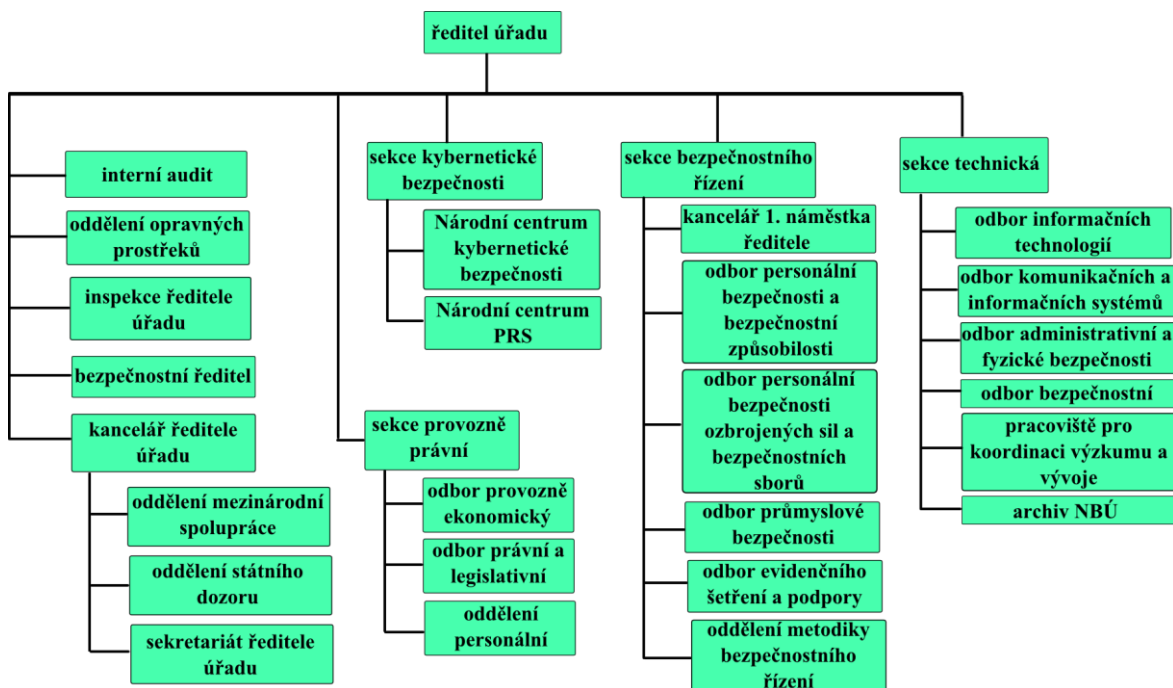 ředitel úřadu
interní audit
oddělení opravných
prostřeků
inspekce ředitele
úřadu
bezpečnostní ředitel
kancelář ředitele
úřadu
oddělení mezinárodní
spolupráce
oddělení státního
dozoru
sekretariát ředitele
úřadu
sekce kybernetické
bezpečnosti
Národní centrum
kybernetické
bezpečnosti
Národní centrum
PRS
sekce provozně
právní
odbor provozně
ekonomický
odbor právní a
legislativní
oddělení
personální
sekce bezpečnostního
řízení
kancelář 1. náměstka
ředitele
odbor personální
bezpečnosti a
bezpečnostní
způsobilosti
odbor personální
bezpečnosti
ozbrojených sil a
bezpečnostních
sborů
odbor průmyslové
bezpečnosti
odbor evidenčního
šetření a podpory
oddělení metodiky
bezpečnostního
řízení
sekce technická
odbor informačních
technologií
odbor komunikačních a
informačních systémů
odbor administrativní a
fyzické bezpečnosti
odbor bezpečnostní
pracoviště pro
koordinaci výzkumu a
vývoje
archiv NBÚ